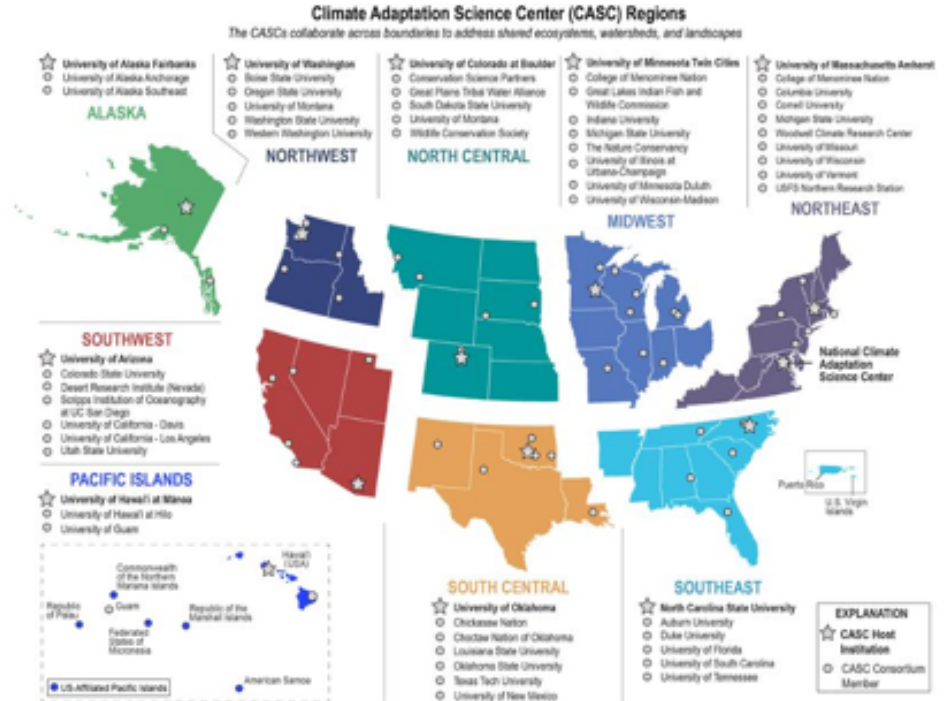 Climate Adaptation Science Center (CASC) Regions
The CASCs collaborate across boundaries to address shared ecosystems, watersheds, and landscapes
University of Alaska Fairbanks
University of Alaska Anchorage
University of Alaska Southeast
ALASKA
University of Washington
Boise State University
Oregon State University
University of Montana
Washington State University
Western Washington University
NORTHWEST
University of Colorado at Boulder
Conservation Science Partners
Great Plains Tribal Water Alliance
South Dakota State University
University of Montana
Wildlife Conservation Society
NORTH CENTRAL
University of Minnesota Twin Cities
College of Menominee Nation
Great Lakes Indian Fish and
Wildlife Commission
Indiana University
Michigan State University
The Nature Conservancy
University of Illinois at
Urbana-Champaign
University of Minnesota Duluth
University of Wisconsin-Madison
MIDWEST
University of Massachusetts Amherst
College of Menominee Nation
Columbia University
Cornell University
Michigan State University
Woodwell Climate Research Center
University of Missouri
University of Wisconsin
University of Vermont
USFS Northern Research Station
NORTHEAST
National Climate
Adaptation
Science Center
SOUTHWEST
University of Arizona
Colorado State University
Desert Research Institute (Nevada)
Scripps Institution of Oceanography
at UC San Diego
University of California - Davis
University of California - Los Angeles
Utah State University
PACIFIC ISLANDS
University of Hawai'i at Mānoa
University of Hawai'i at Hilo
University of Guam
Hawai'i
(USA)
Commonwealth
of the Northern
Mariana Islands
Republic
of Palau
Guam
Republic of the
Marshall Islands
Federated
States of
Micronesia
American Samoa
US-Affiliated Pacific Islands
SOUTH CENTRAL
University of Oklahoma
Chickasaw Nation
Choctaw Nation of Oklahoma
Louisiana State University
Oklahoma State University
Texas Tech University
University of New Mexico
SOUTHEAST
North Carolina State University
Auburn University
Duke University
University of Florida
University of South Carolina
University of Tennessee
Puerto Rico
U.S. Virgin
Islands
EXPLANATION
CASC Host
Institution
CASC Consortium
Member